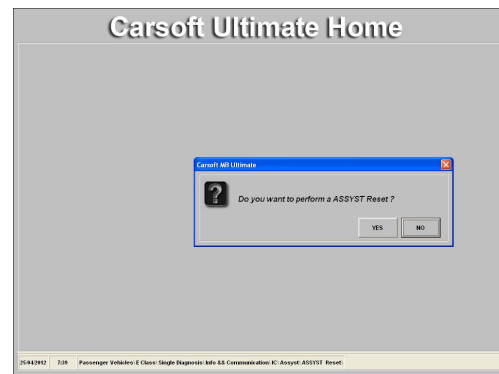 Carsoft Ultimate Home
Carsoft MB Ultimate
Do you want to perform a ASSYST Reset ?
YES NO
25/04/2012 7:39 Passenger Vehicles\ E Class\ Single Diagnosis\ Info && Communication\ IC\ Assyst\ ASSYST Reset\